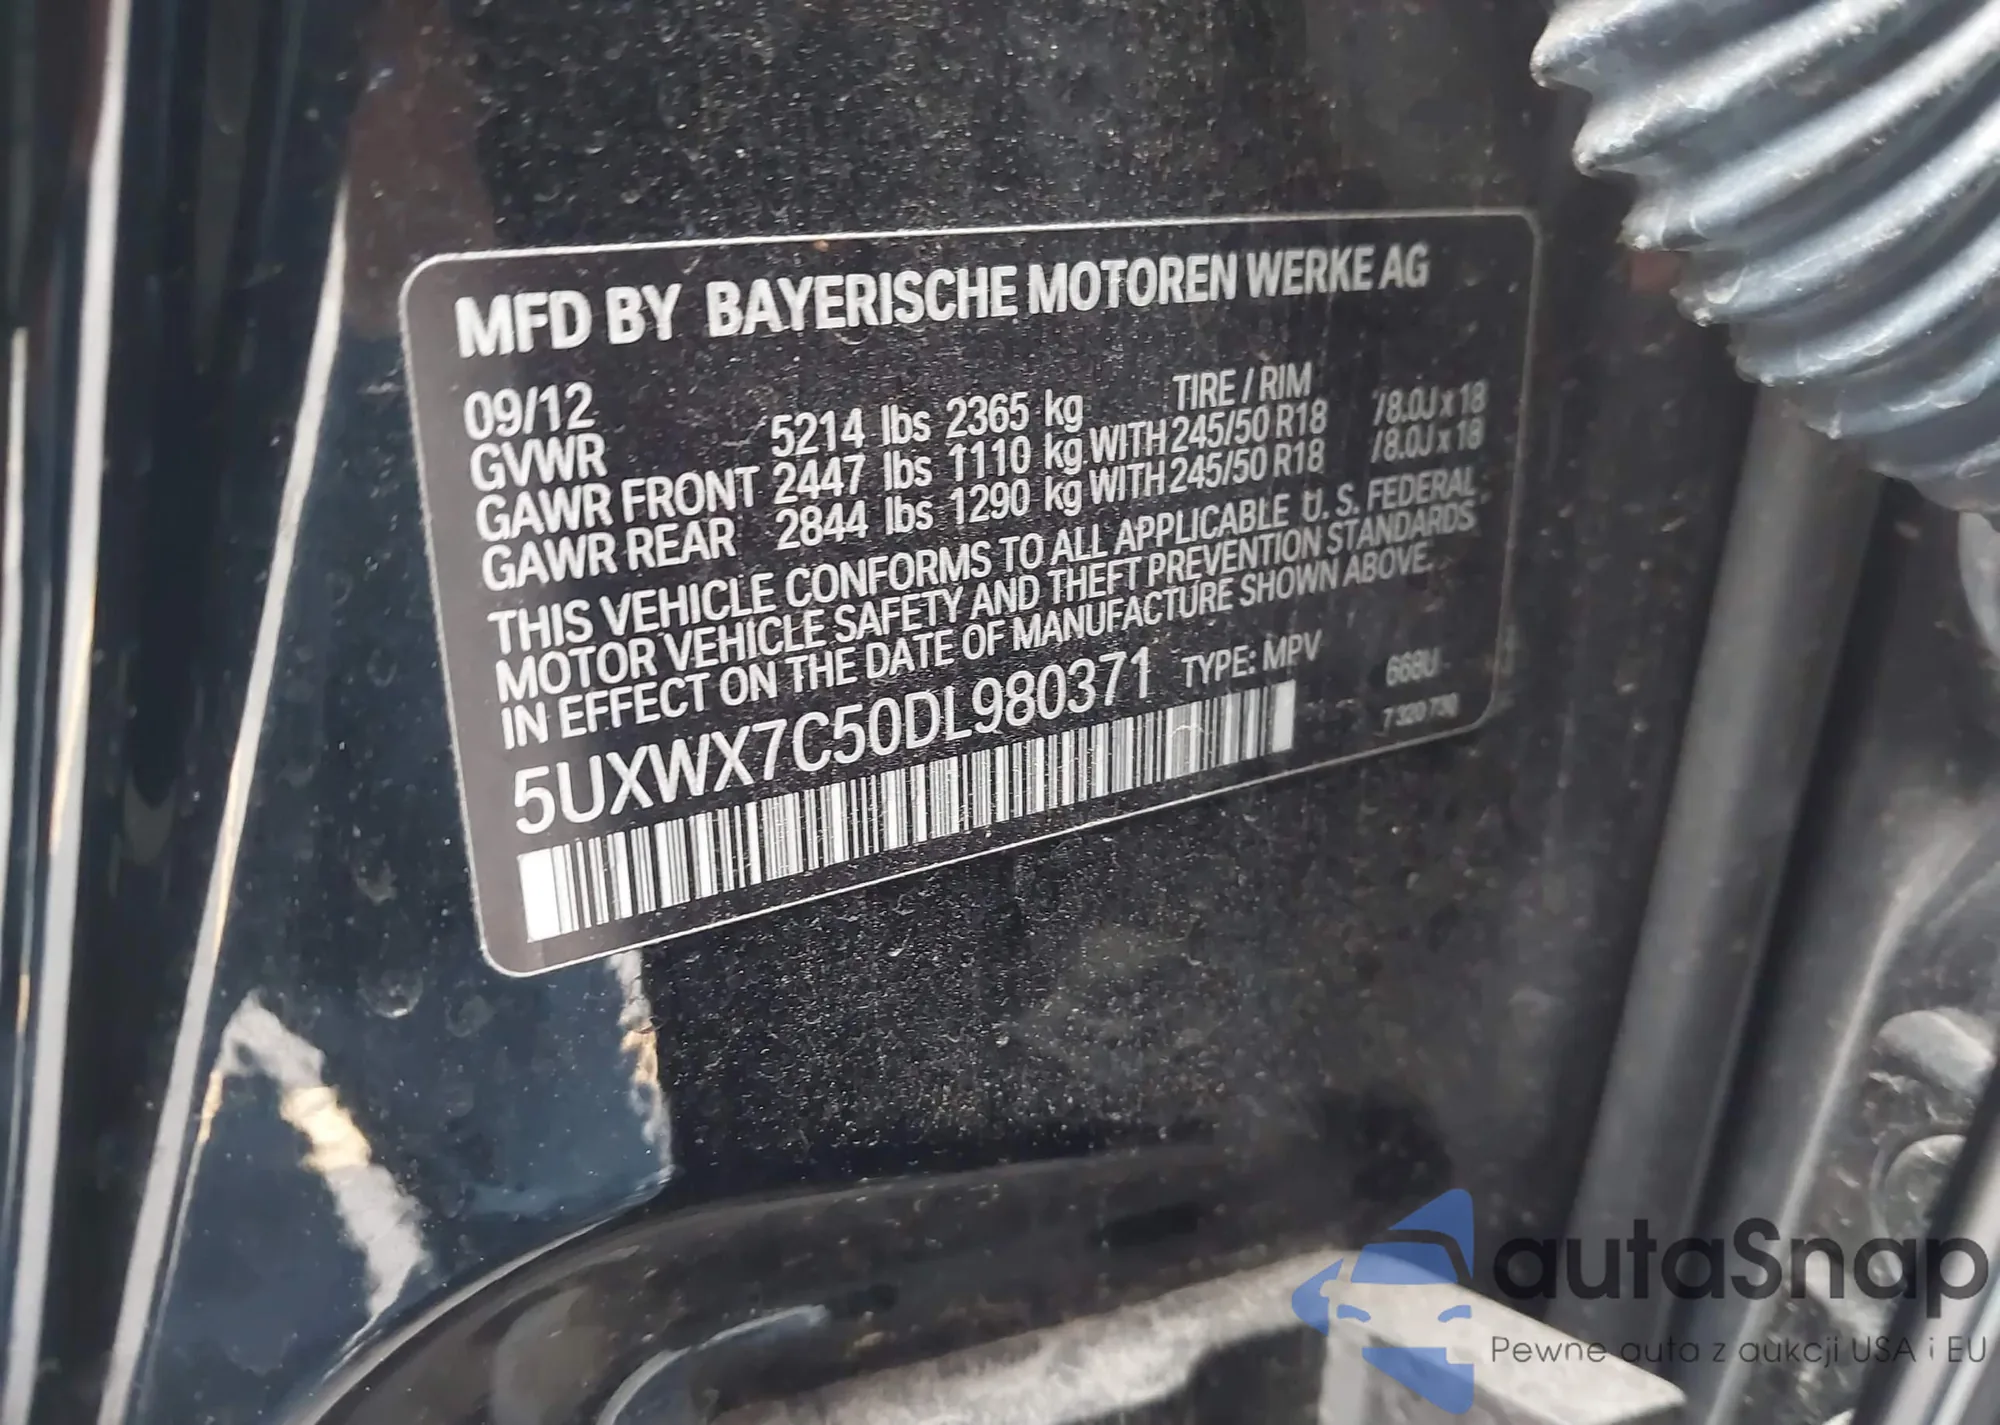 MFD BY BAYERISCHE MOTOREN WERKE AG
09/12 TIRE / RIM
GVWR 5214 lbs 2365 kg
GAWR FRONT 2447 lbs 1110 kg WITH 245/50 R18 /8.0J x 18
GAWR REAR 2844 lbs 1290 kg WITH 245/50 R18 /8.0J x 18
THIS VEHICLE CONFORMS TO ALL APPLICABLE U. S. FEDERAL
MOTOR VEHICLE SAFETY AND THEFT PREVENTION STANDARDS
IN EFFECT ON THE DATE OF MANUFACTURE SHOWN ABOVE.
5UXWX7C50DL980371 TYPE: MPV 668U
7 320 730
autaSnap
Pewne auta z aukcji USA i EU